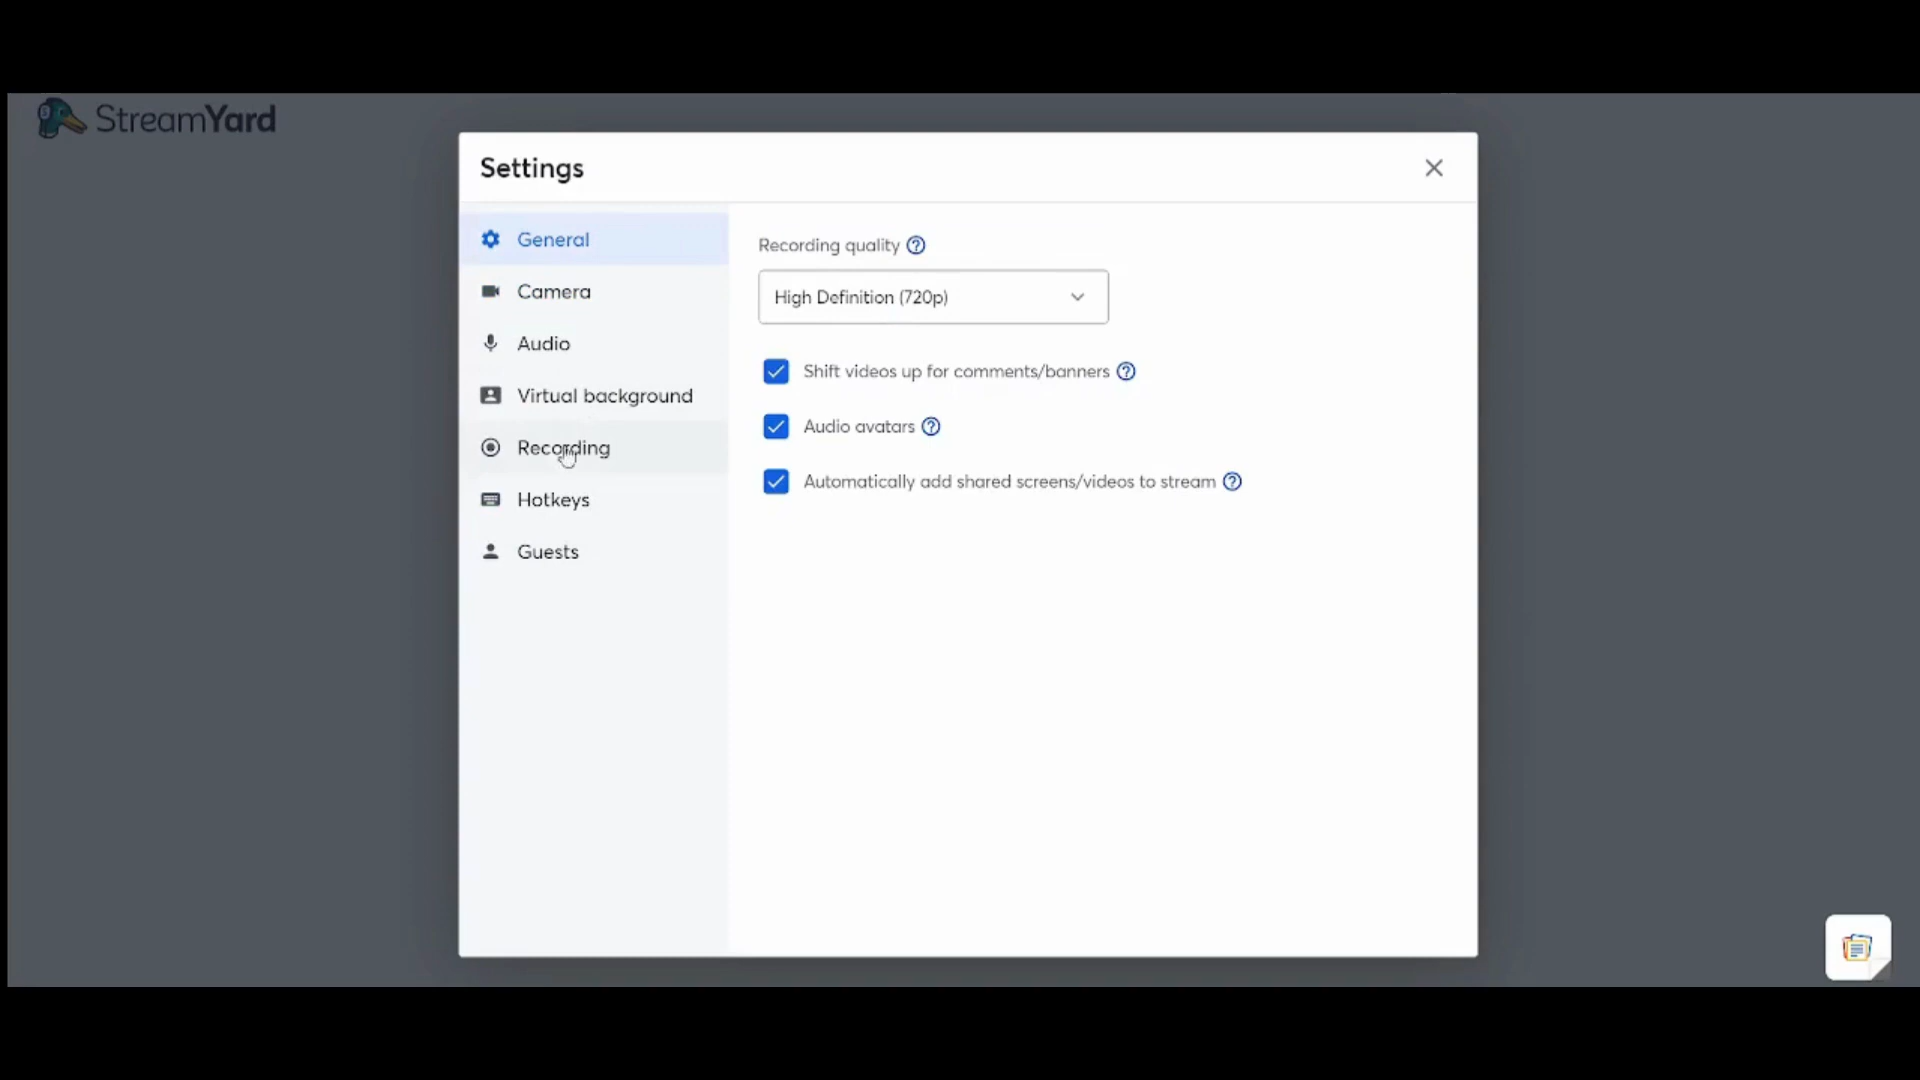 StreamYard
Settings
General
Camera
Audio
Virtual background
Recording
Hotkeys
Guests
Recording quality
High Definition (720p)
Shift videos up for comments/banners
Audio avatars
Automatically add shared screens/videos to stream